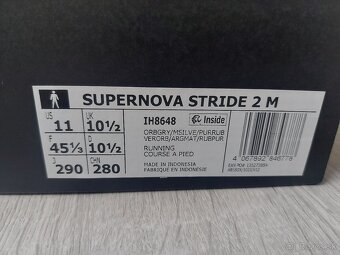 SUPERNOVA STRIDE 2 M
US UK
11 10½
F D
45⅓ 10½
J CHN
290 280
IH8648 Inside
ORBGRY/MSILVE/PURRUB
VERORB/ARGMAT/RUBPUR
RUNNING
COURSE A PIED
MADE IN INDONESIA
FABRIQUÉ EN INDONESIE
4 067892 846778